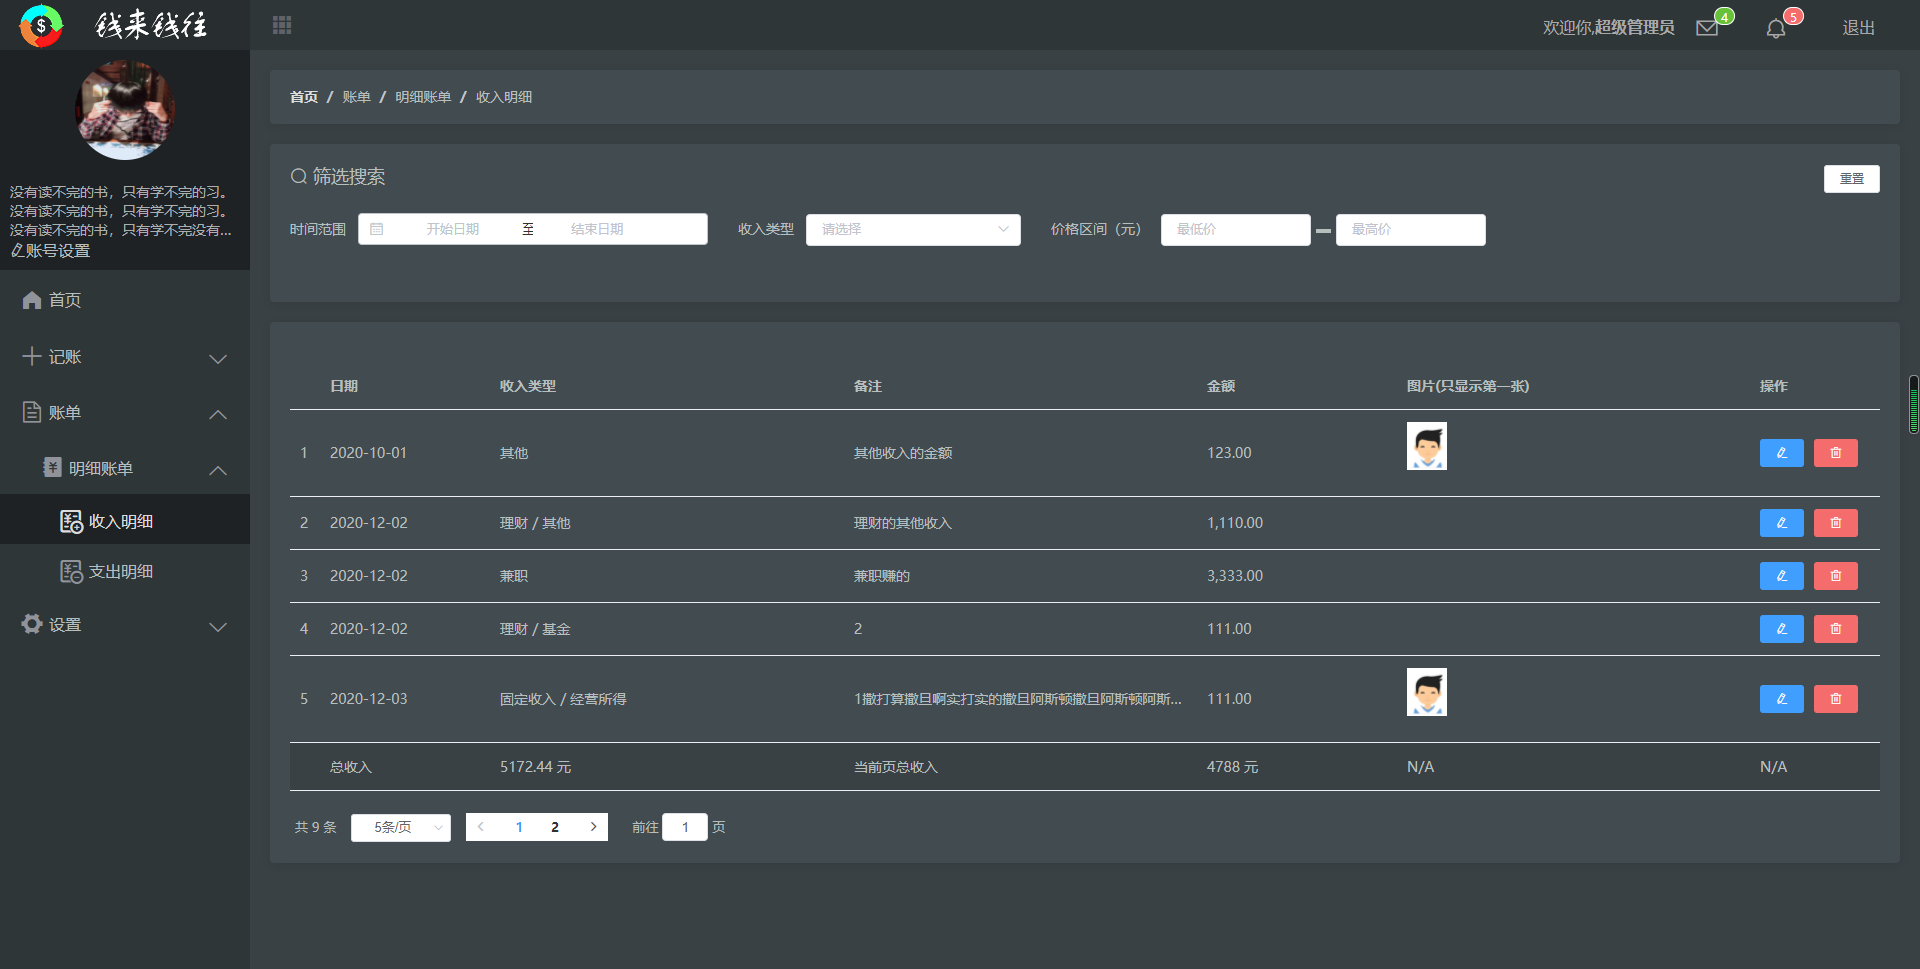 钱来钱往
欢迎你,超级管理员 4 5 退出
没有读不完的书，只有学不完的习。
没有读不完的书，只有学不完的习。
没有读不完的书，只有学不完没有...
账号设置
首页
记账
账单
明细账单
收入明细
支出明细
设置
首页 / 账单 / 明细账单 / 收入明细
筛选搜索 重置
时间范围 开始日期 至 结束日期 收入类型 请选择 价格区间（元） 最低价 最高价
日期 收入类型 备注 金额 图片(只显示第一张) 操作
1 2020-10-01 其他 其他收入的金额 123.00
2 2020-12-02 理财 / 其他 理财的其他收入 1,110.00
3 2020-12-02 兼职 兼职赚的 3,333.00
4 2020-12-02 理财 / 基金 2 111.00
5 2020-12-03 固定收入 / 经营所得 1撒打算撒旦啊实打实的撒旦阿斯顿撒旦阿斯顿阿斯... 111.00
总收入 5172.44 元 当前页总收入 4788 元 N/A N/A
共 9 条 5条/页 1 2 前往 1 页